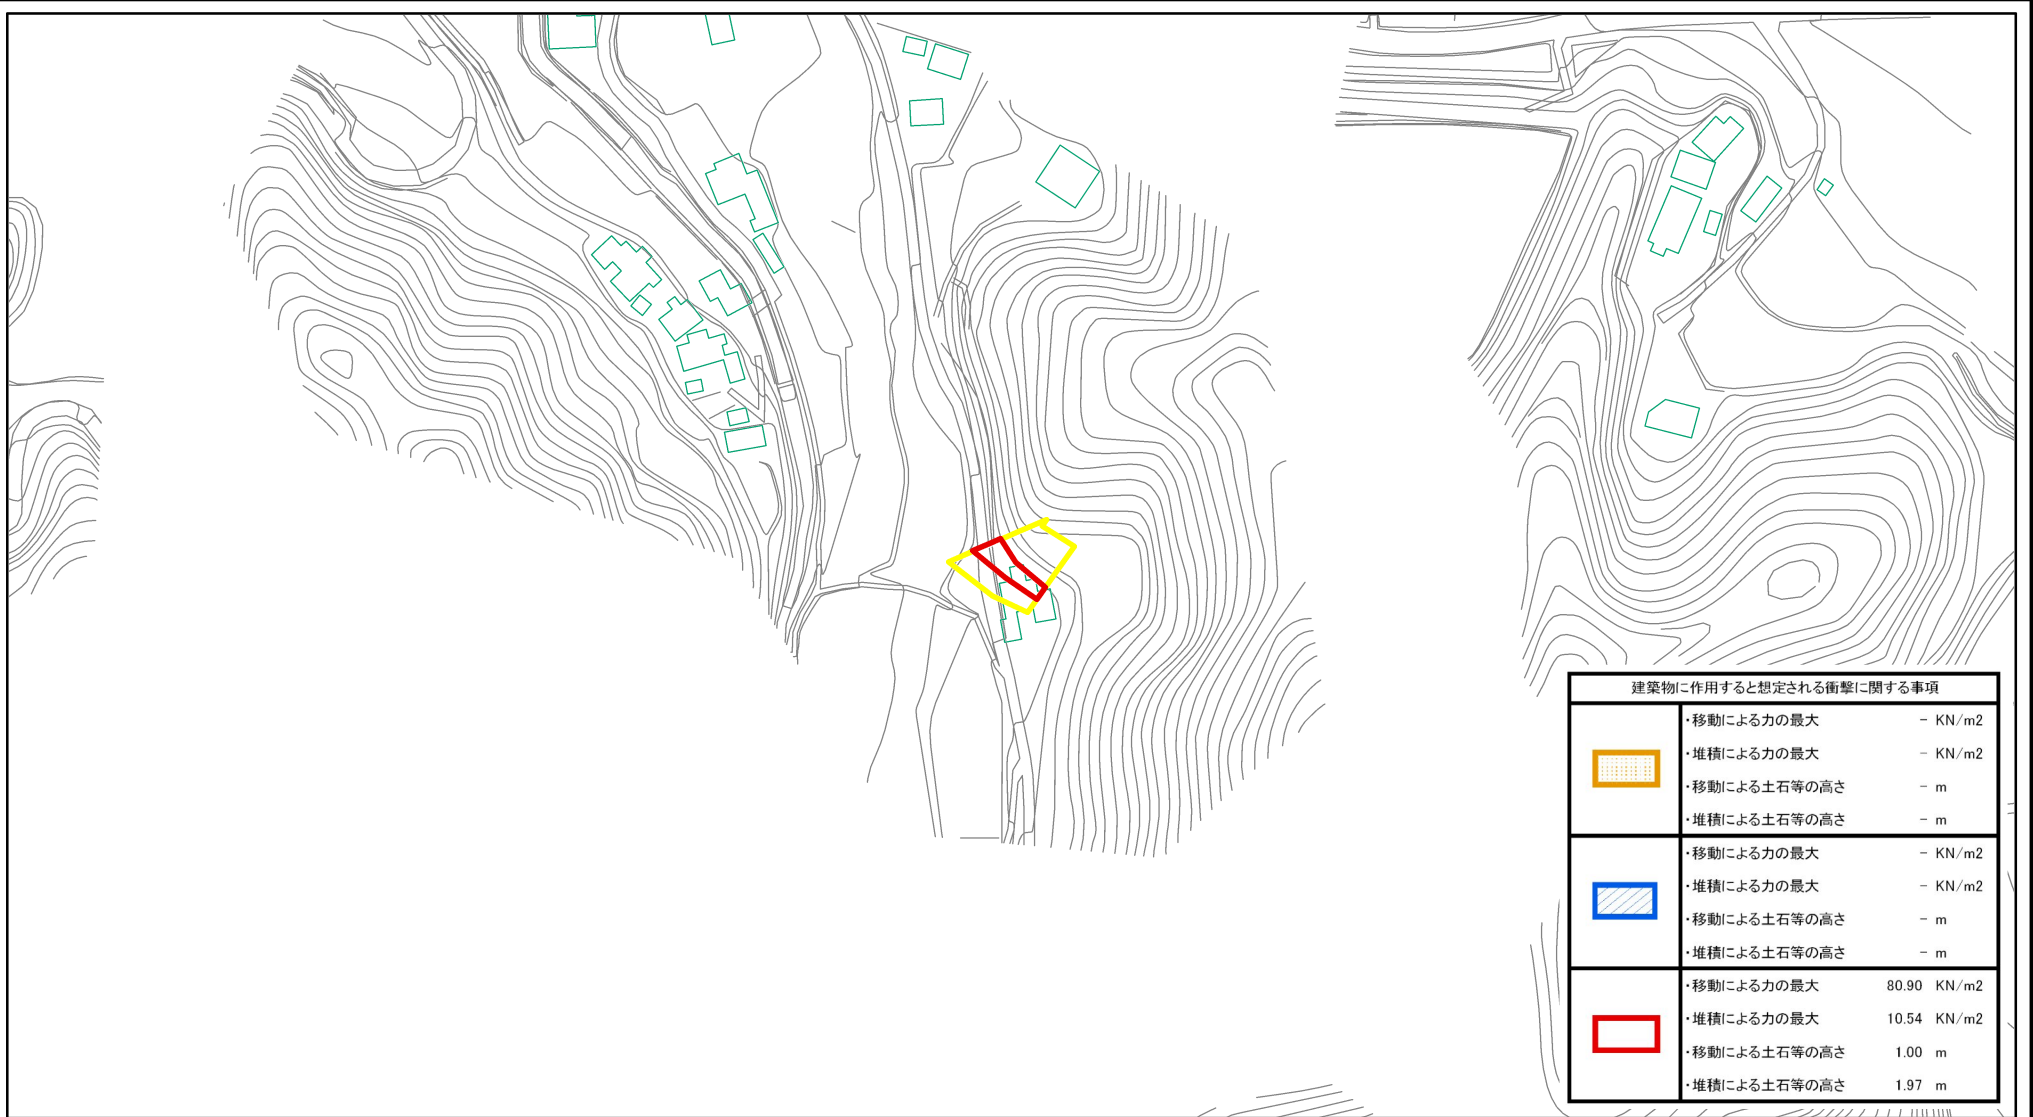 建築物に作用すると想定される衝撃に関する事項
・移動による力の最大 － KN/m2
・堆積による力の最大 － KN/m2
・移動による土石等の高さ － m
・堆積による土石等の高さ － m
・移動による力の最大 － KN/m2
・堆積による力の最大 － KN/m2
・移動による土石等の高さ － m
・堆積による土石等の高さ － m
・移動による力の最大 80.90 KN/m2
・堆積による力の最大 10.54 KN/m2
・移動による土石等の高さ 1.00 m
・堆積による土石等の高さ 1.97 m